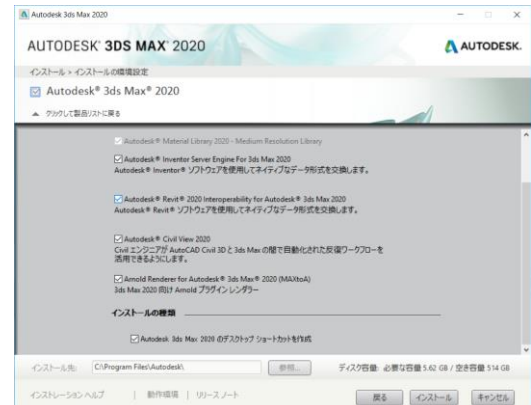 Autodesk 3ds Max 2020
AUTODESK® 3DS MAX® 2020
AUTODESK.
インストール > インストールの環境設定
Autodesk® 3ds Max® 2020
クリックして製品リストに戻る
Autodesk® Material Library 2020 - Medium Resolution Library
Autodesk® Inventor Server Engine For 3ds Max 2020
Autodesk® Inventor® ソフトウェアを使用してネイティブなデータ形式を交換します。
Autodesk® Revit® 2020 Interoperability for Autodesk® 3ds Max 2020
Autodesk® Revit® ソフトウェアを使用してネイティブなデータ形式を交換します。
Autodesk® Civil View 2020
Civil エンジニアが AutoCAD Civil 3D と 3ds Max の間で自動化された反復ワークフローを
活用できるようにします。
Arnold Renderer for Autodesk® 3ds Max® 2020 (MAXtoA)
3ds Max 2020 向け Arnold プラグイン レンダラー
インストールの種類
Autodesk 3ds Max 2020 のデスクトップ ショートカットを作成
インストール先: C:\Program Files\Autodesk\ 参照... ディスク容量: 必要な容量 5.62 GB / 空き容量 514 GB
インストレーション ヘルプ | 動作環境 | リリース ノート 戻る インストール キャンセル